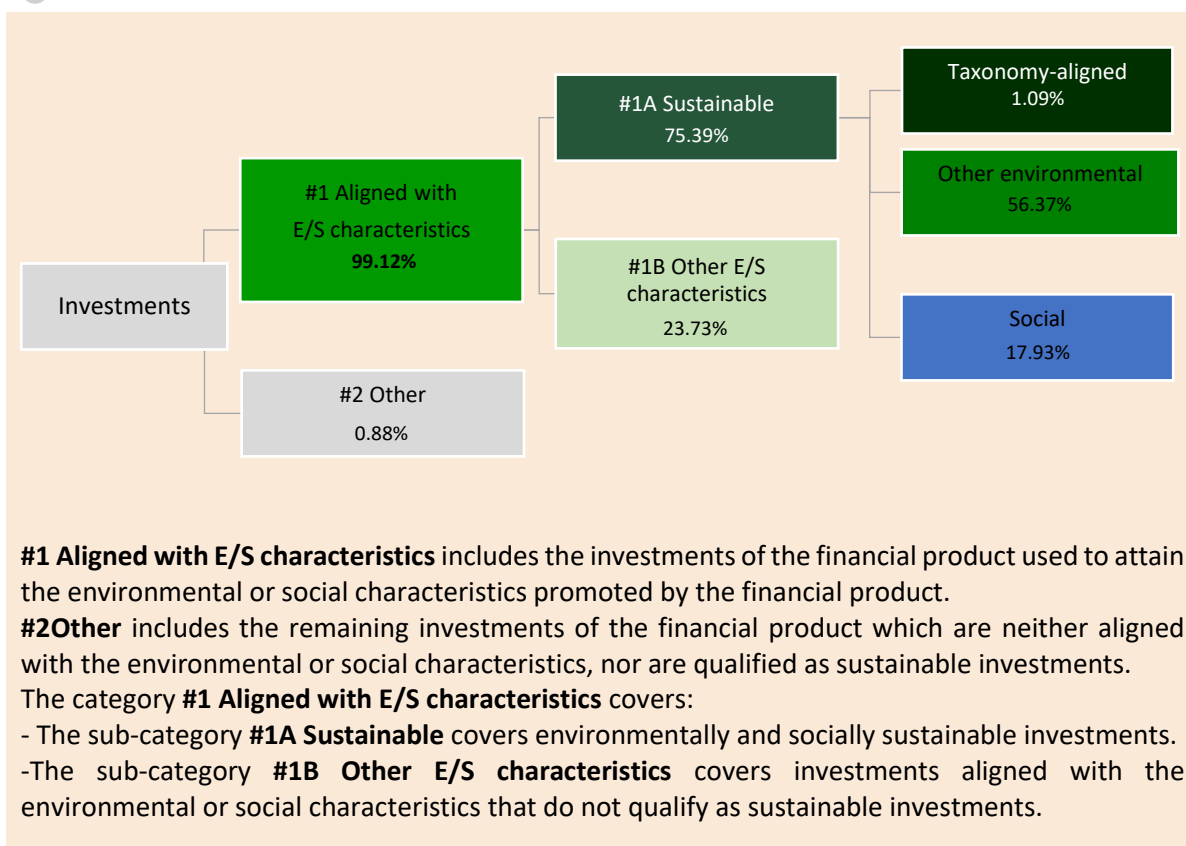 Investments
#1 Aligned with
E/S characteristics
99.12%
#2 Other
0.88%
#1A Sustainable
75.39%
#1B Other E/S
characteristics
23.73%
Taxonomy-aligned
1.09%
Other environmental
56.37%
Social
17.93%
#1 Aligned with E/S characteristics includes the investments of the financial product used to attain
the environmental or social characteristics promoted by the financial product.
#2Other includes the remaining investments of the financial product which are neither aligned
with the environmental or social characteristics, nor are qualified as sustainable investments.
The category #1 Aligned with E/S characteristics covers:
- The sub-category #1A Sustainable covers environmentally and socially sustainable investments.
-The sub-category #1B Other E/S characteristics covers investments aligned with the
environmental or social characteristics that do not qualify as sustainable investments.